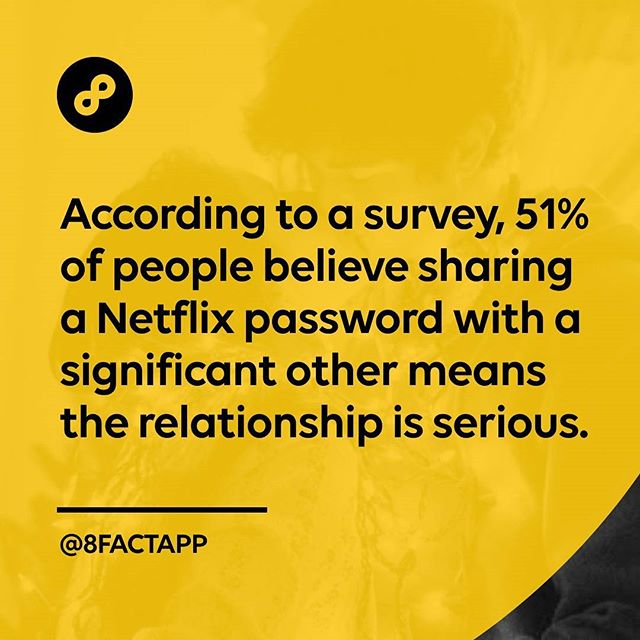 According to a survey, 51%
of people believe sharing
a Netflix password with a
significant other means
the relationship is serious.
@8FACTAPP